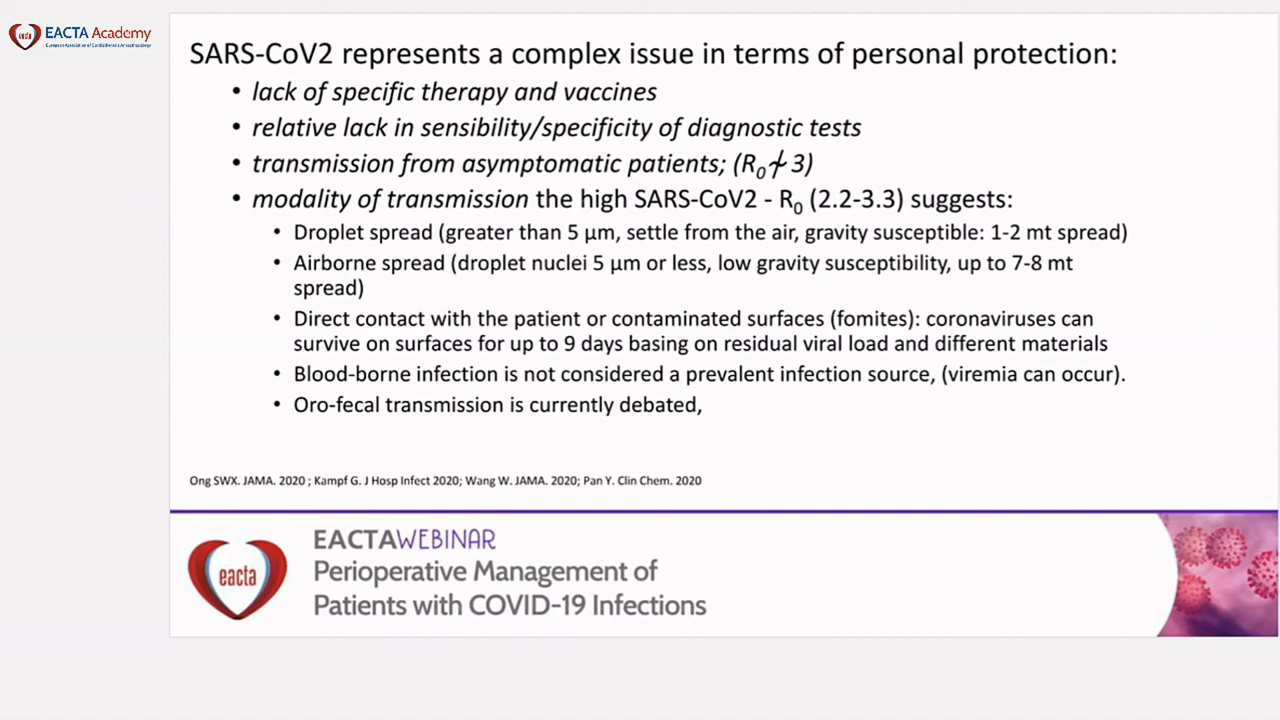 EACTA Academy
European Association of Cardiothoracic Anaesthesiology
SARS-CoV2 represents a complex issue in terms of personal protection:
• lack of specific therapy and vaccines
• relative lack in sensibility/specificity of diagnostic tests
• transmission from asymptomatic patients; (R0 ~ 3)
• modality of transmission the high SARS-CoV2 - R0 (2.2-3.3) suggests:
• Droplet spread (greater than 5 µm, settle from the air, gravity susceptible: 1-2 mt spread)
• Airborne spread (droplet nuclei 5 µm or less, low gravity susceptibility, up to 7-8 mt
spread)
• Direct contact with the patient or contaminated surfaces (fomites): coronaviruses can
survive on surfaces for up to 9 days basing on residual viral load and different materials
• Blood-borne infection is not considered a prevalent infection source, (viremia can occur).
• Oro-fecal transmission is currently debated,
Ong SWX. JAMA. 2020 ; Kampf G. J Hosp Infect 2020; Wang W. JAMA. 2020; Pan Y. Clin Chem. 2020
EACTAWEBINAR
eacta
Perioperative Management of
Patients with COVID-19 Infections